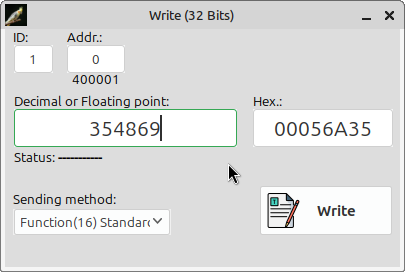 Write (32 Bits)
ID: Addr.:
1 0
400001
Decimal or Floating point: Hex.:
354869 00056A35
Status: -----------
Sending method:
Function(16) Standard Write